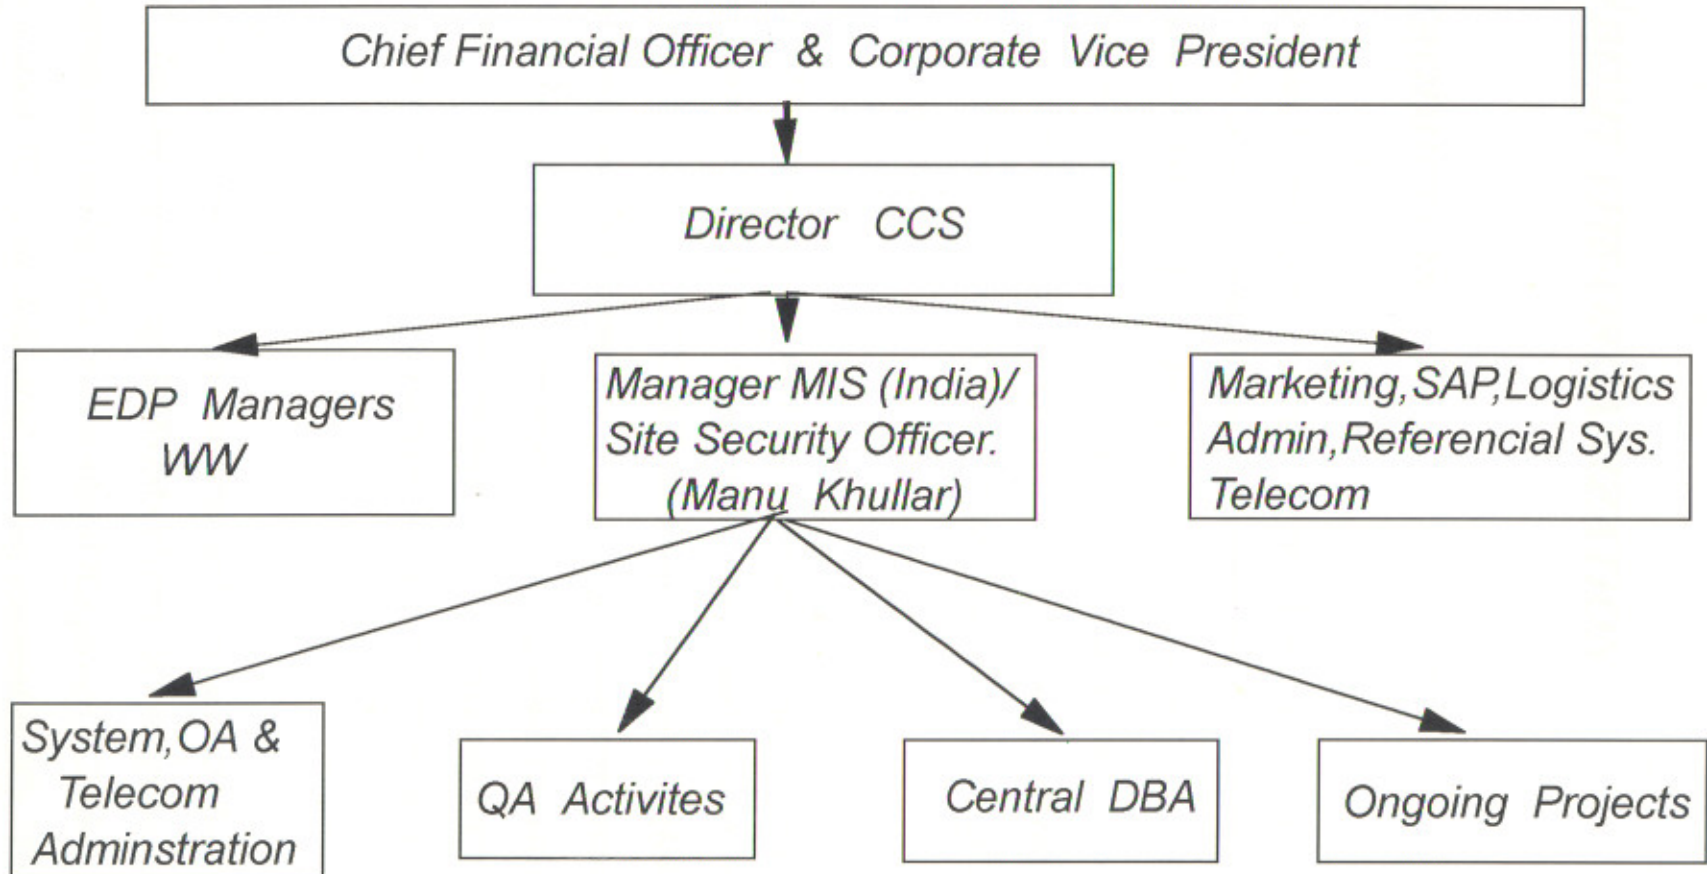 Chief Financial Officer & Corporate Vice President
Director CCS
EDP Managers
WW
Manager MIS (India)/
Site Security Officer.
(Manu Khullar)
Marketing,SAP,Logistics
Admin,Referencial Sys.
Telecom
System,OA &
Telecom
Adminstration
QA Activites
Central DBA
Ongoing Projects